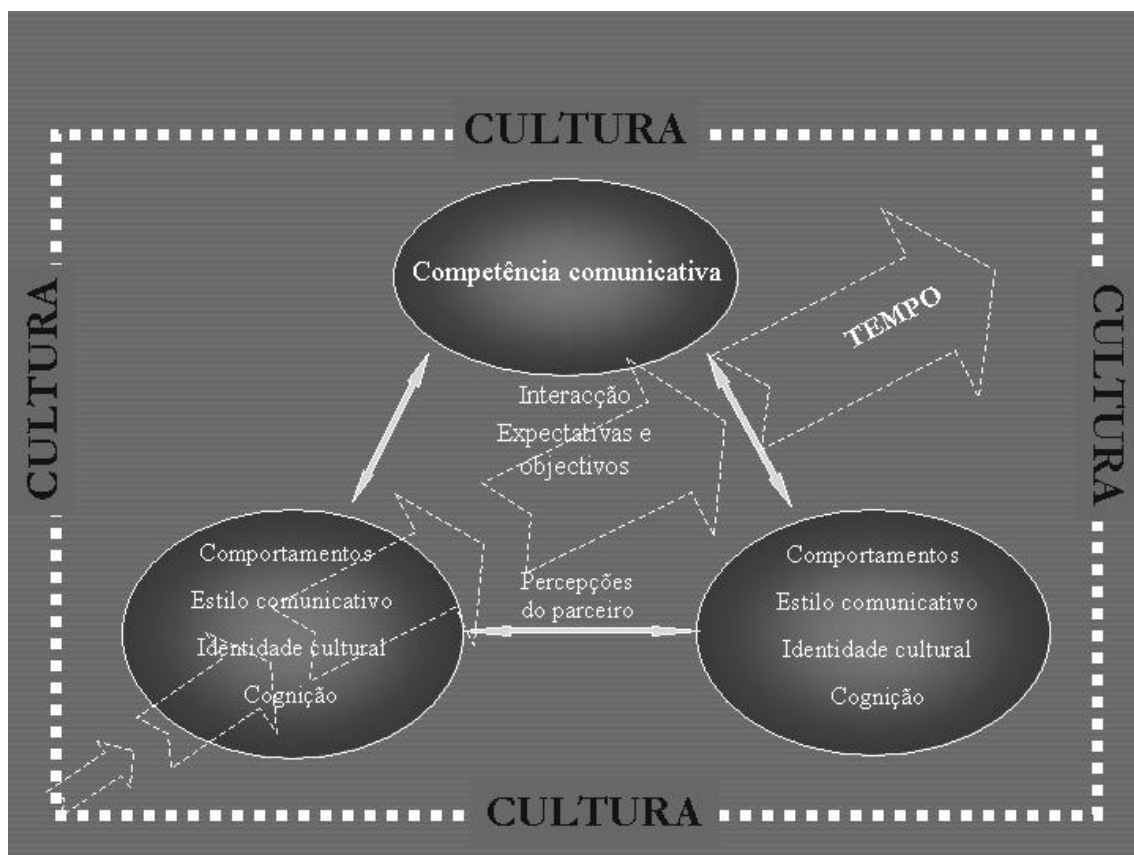 CULTURA
Competência comunicativa
CULTURA
TEMPO
CULTURA
Interacção
Expectativas e
objectivos
Comportamentos
Estilo comunicativo
Identidade cultural
Cognição
Percepções
do parceiro
Comportamentos
Estilo comunicativo
Identidade cultural
Cognição
CULTURA